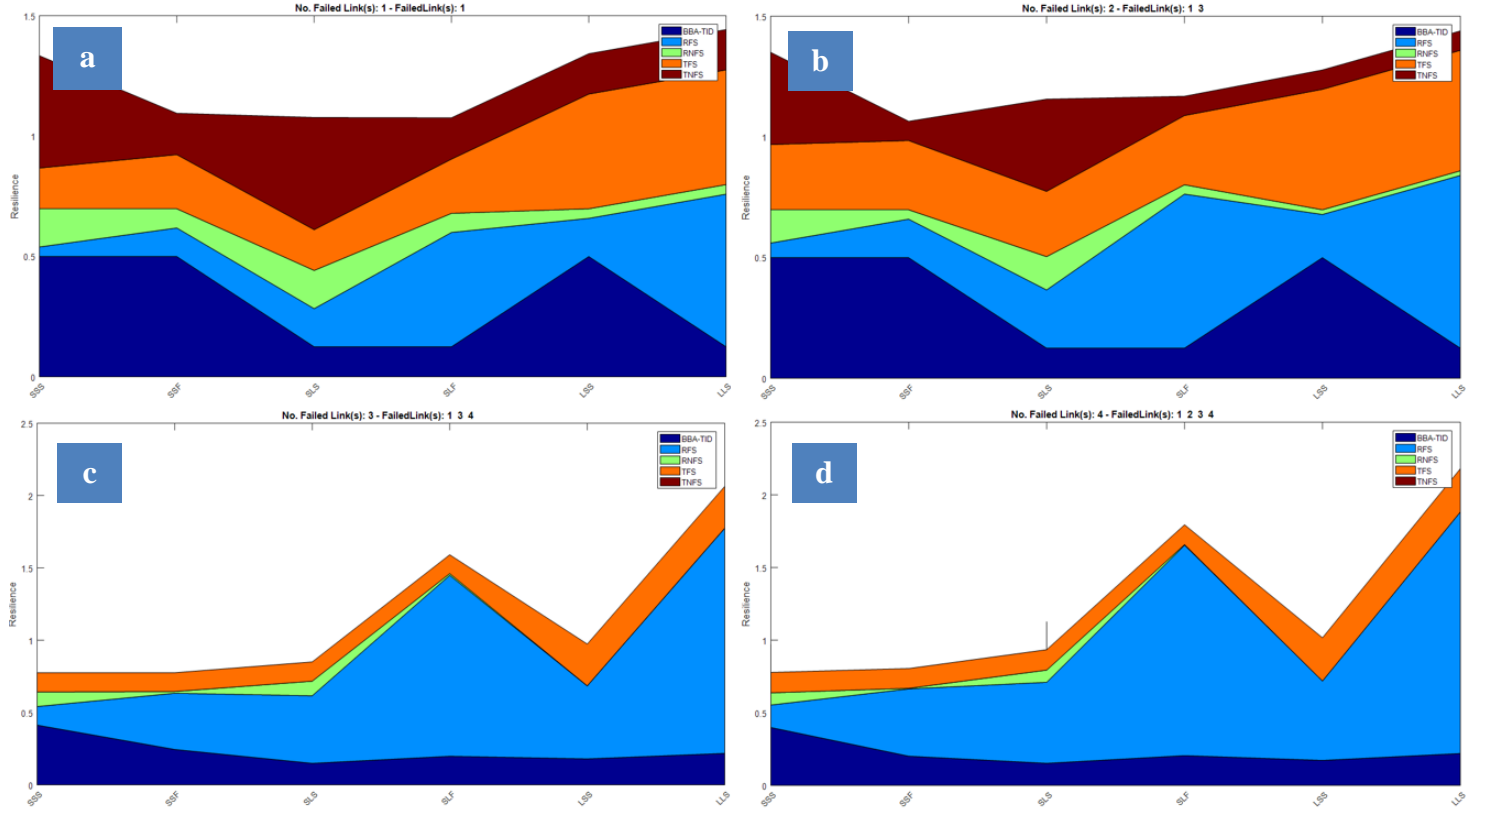 No. Failed Link(s): 1 - FailedLink(s): 1
a
BBA-TID
RFS
RNFS
TFS
TNFS
Resilience
1.5
1
0.5
0
SSS
SSF
SLS
SLF
LSS
LLS
No. Failed Link(s): 2 - FailedLink(s): 1 3
b
BBA-TID
RFS
RNFS
TFS
TNFS
Resilience
1.5
1
0.5
0
SSS
SSF
SLS
SLF
LSS
LLS
No. Failed Link(s): 3 - FailedLink(s): 1 3 4
c
BBA-TID
RFS
RNFS
TFS
TNFS
Resilience
2.5
2
1.5
1
0.5
0
SSS
SSF
SLS
SLF
LSS
LLS
No. Failed Link(s): 4 - FailedLink(s): 1 2 3 4
d
BBA-TID
RFS
RNFS
TFS
TNFS
Resilience
2.5
2
1.5
1
0.5
0
SSS
SSF
SLS
SLF
LSS
LLS